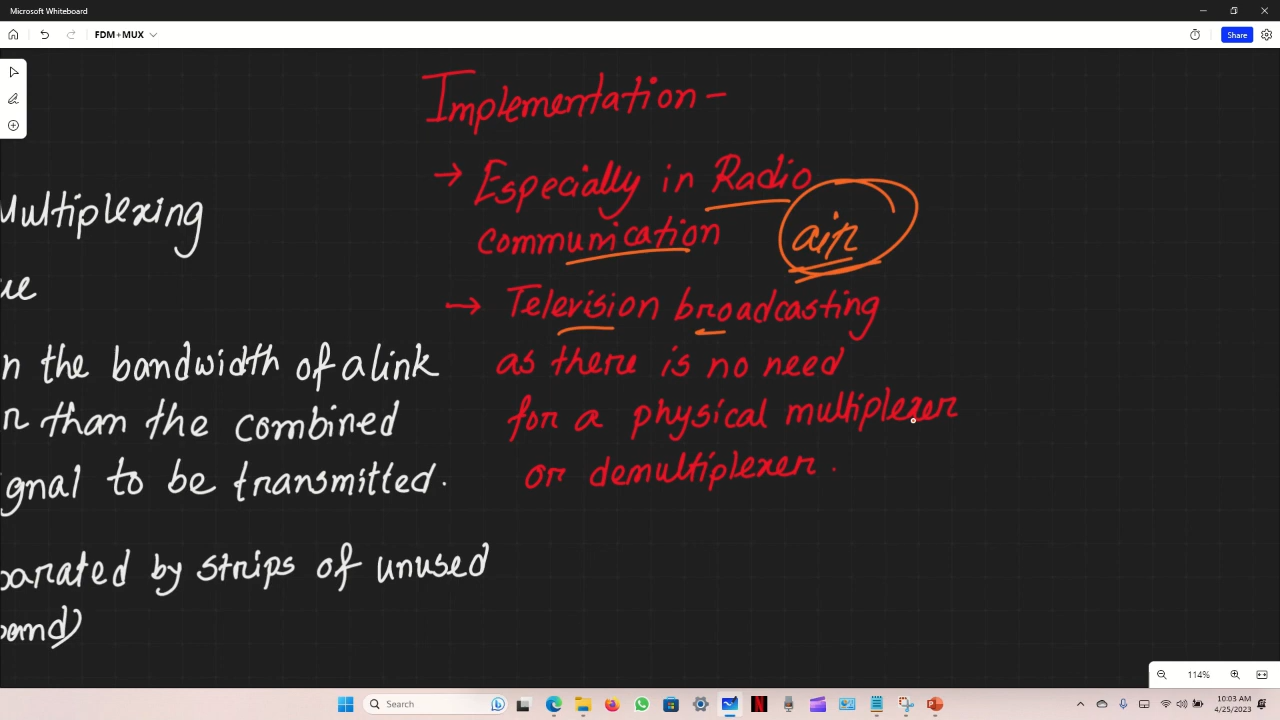 Microsoft Whiteboard
FDM+MUX
Share
Implementation -
→ Especially in Radio
communication
air
→ Television broadcasting
as there is no need
for a physical multiplexer
or demultiplexer.
Multiplexing
ue
n the bandwidth of a link
r than the combined
gnal to be transmitted.
parated by strips of unused
band)
114%
Search
10:03 AM
4/25/2023